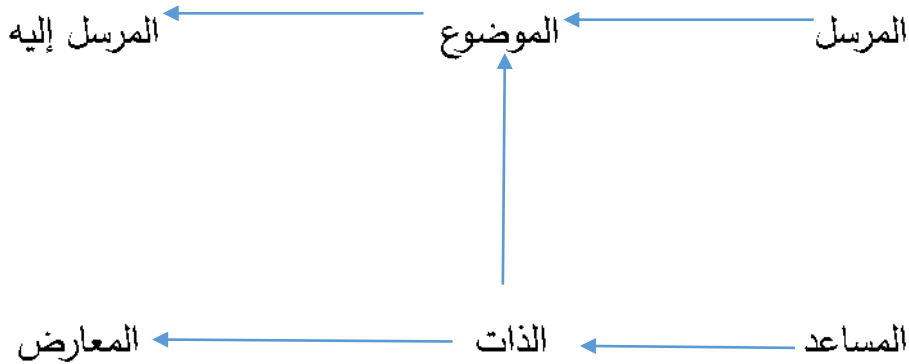 المرسل الموضوع المرسل إليه
المساعد الذات المعارض